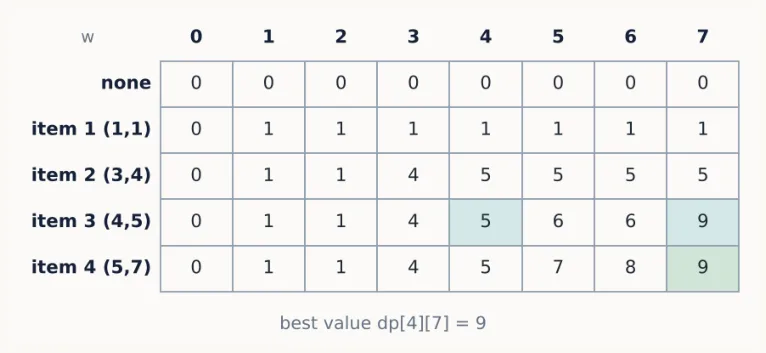 w 0 1 2 3 4 5 6 7
none 0 0 0 0 0 0 0 0
item 1 (1,1) 0 1 1 1 1 1 1 1
item 2 (3,4) 0 1 1 4 5 5 5 5
item 3 (4,5) 0 1 1 4 5 6 6 9
item 4 (5,7) 0 1 1 4 5 7 8 9
best value dp[4][7] = 9